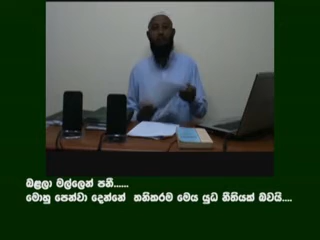 බළලා මල්ලෙන් පනී......
මොහු පෙන්වා දෙන්නේ තනිකරම මෙය යුධ නීතියක් බවයි....